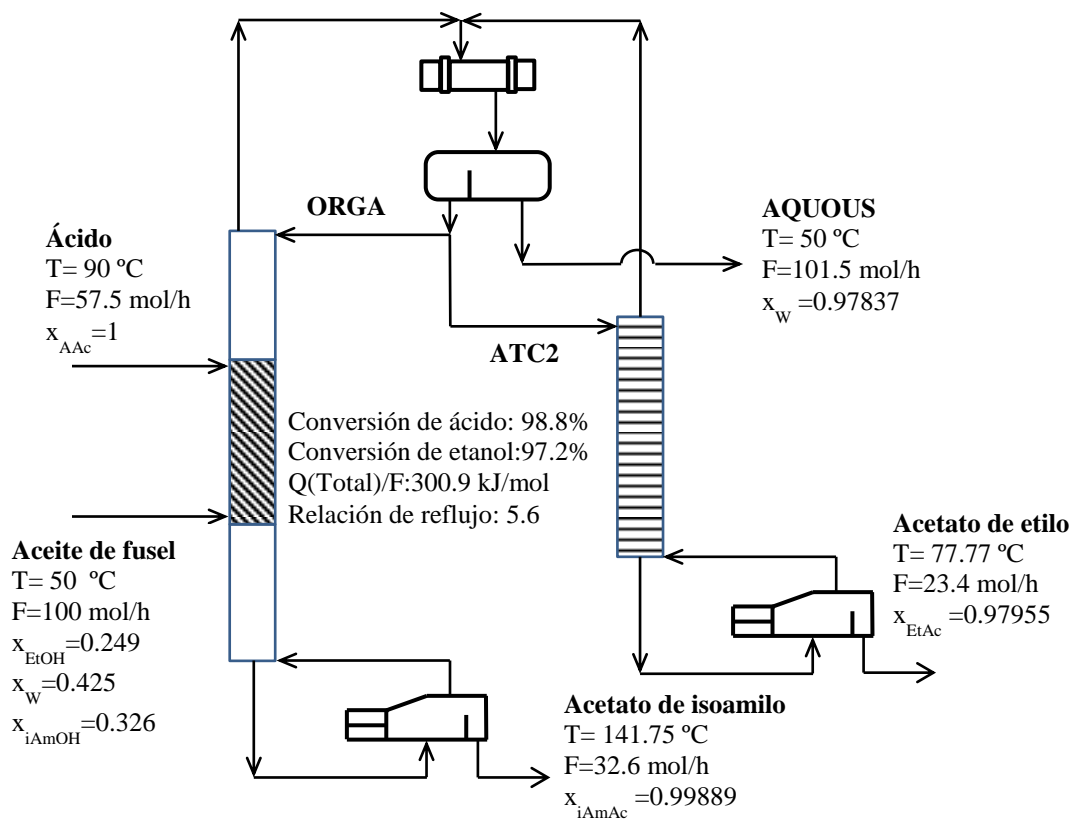 ORGA
AQUOUS
T= 50 ºC
F=101.5 mol/h
x_W =0.97837
Ácido
T= 90 ºC
F=57.5 mol/h
x_AAc=1
ATC2
Conversión de ácido: 98.8%
Conversión de etanol:97.2%
Q(Total)/F:300.9 kJ/mol
Relación de reflujo: 5.6
Aceite de fusel
T= 50 ºC
F=100 mol/h
x_EtOH=0.249
x_W=0.425
x_iAmOH=0.326
Acetato de etilo
T= 77.77 ºC
F=23.4 mol/h
x_EtAc=0.97955
Acetato de isoamilo
T= 141.75 ºC
F=32.6 mol/h
x_iAmAc =0.99889